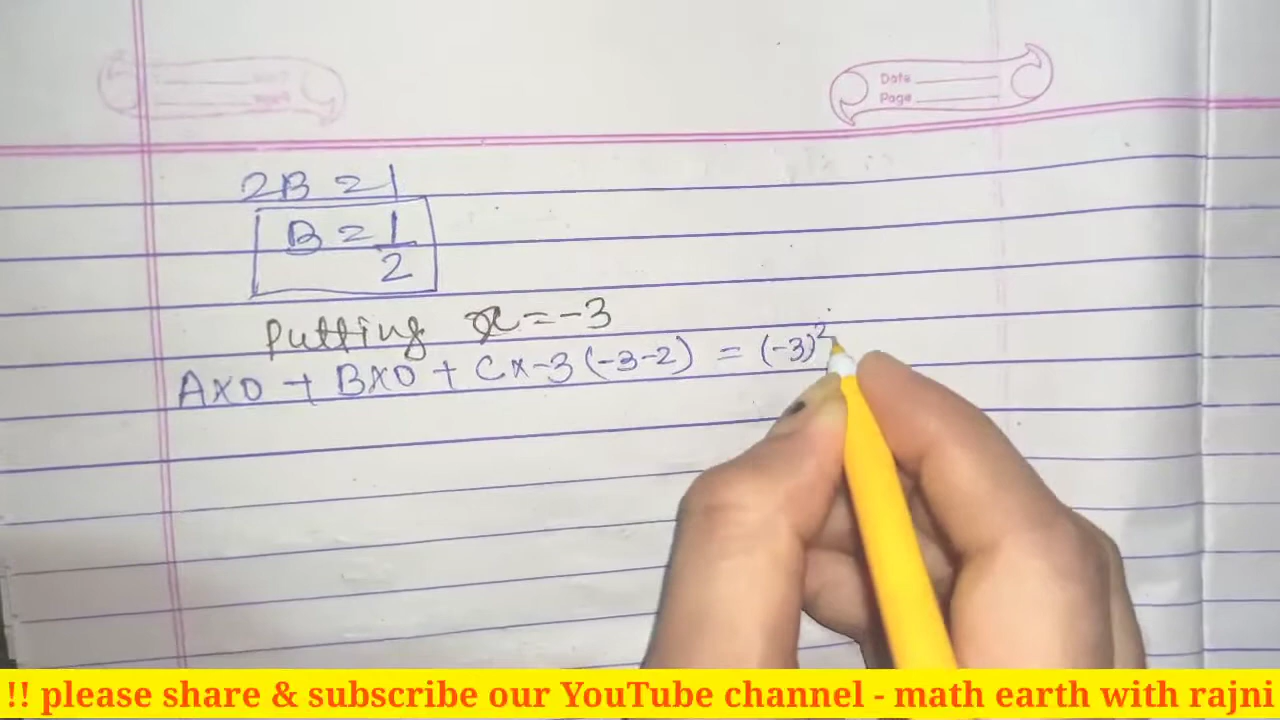 Date
Page
2B = 1
B = 1/2
Putting x = -3
A×0 + B×0 + C×-3(-3-2) = (-3)²
!! please share & subscribe our YouTube channel - math earth with rajni